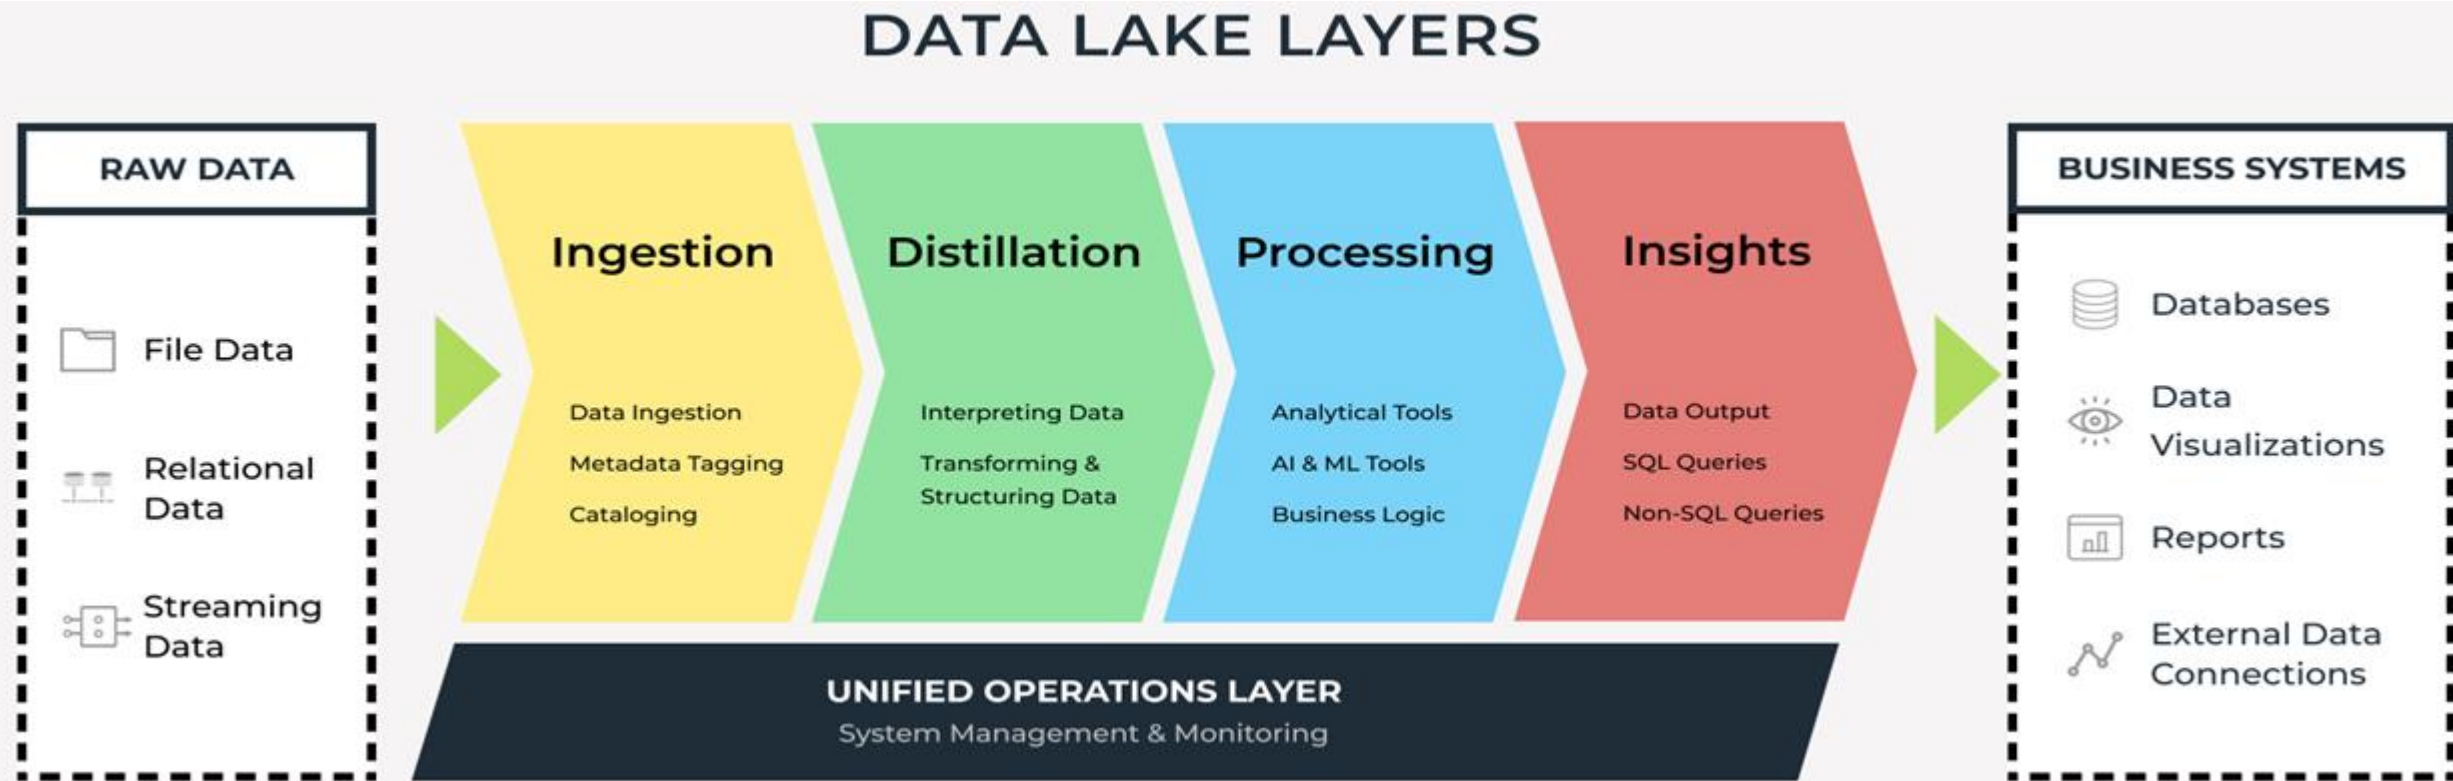 DATA LAKE LAYERS
RAW DATA
File Data
Relational
Data
Streaming
Data
Ingestion
Data Ingestion
Metadata Tagging
Cataloging
Distillation
Interpreting Data
Transforming &
Structuring Data
Processing
Analytical Tools
AI & ML Tools
Business Logic
Insights
Data Output
SQL Queries
Non-SQL Queries
UNIFIED OPERATIONS LAYER
System Management & Monitoring
BUSINESS SYSTEMS
Databases
Data
Visualizations
Reports
External Data
Connections